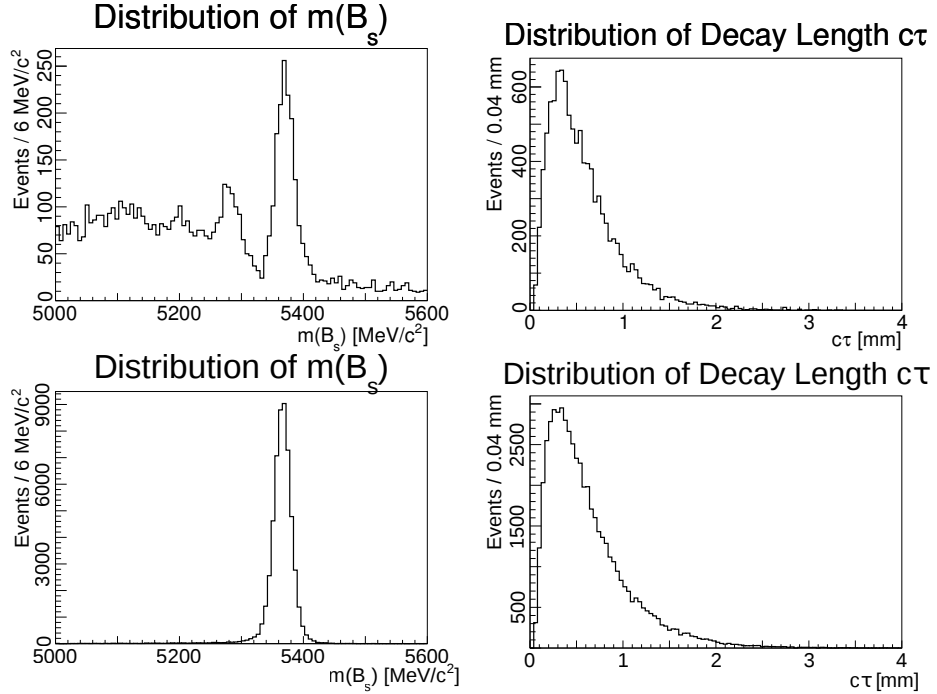 Distribution of m(B_s)
Events / 6 MeV/c²
250
200
150
100
50
0
5000
5200
5400
5600
m(B_s) [MeV/c²]
Distribution of Decay Length cτ
Events / 0.04 mm
600
400
200
0
0
1
2
3
4
cτ [mm]
Distribution of m(B_s)
Events / 6 MeV/c²
9000
6000
3000
0
5000
5200
5400
5600
m(B_s) [MeV/c²]
Distribution of Decay Length cτ
Events / 0.04 mm
2500
1500
500
0
1
2
3
4
cτ [mm]